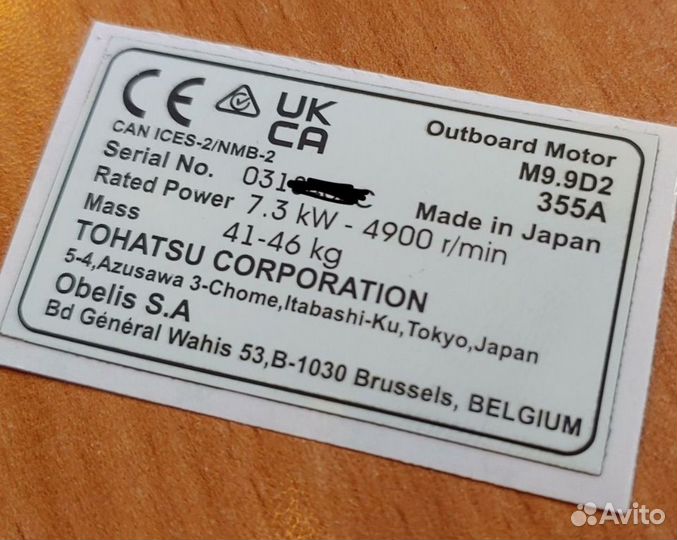 CE UK CA
Outboard Motor
CAN ICES-2/NMB-2
M9.9D2
Serial No. 031
355A
Rated Power 7.3 kW - 4900 r/min
Made in Japan
Mass 41-46 kg
TOHATSU CORPORATION
5-4,Azusawa 3-Chome,Itabashi-Ku,Tokyo,Japan
Obelis S.A
Bd Général Wahis 53,B-1030 Brussels, BELGIUM
Avito